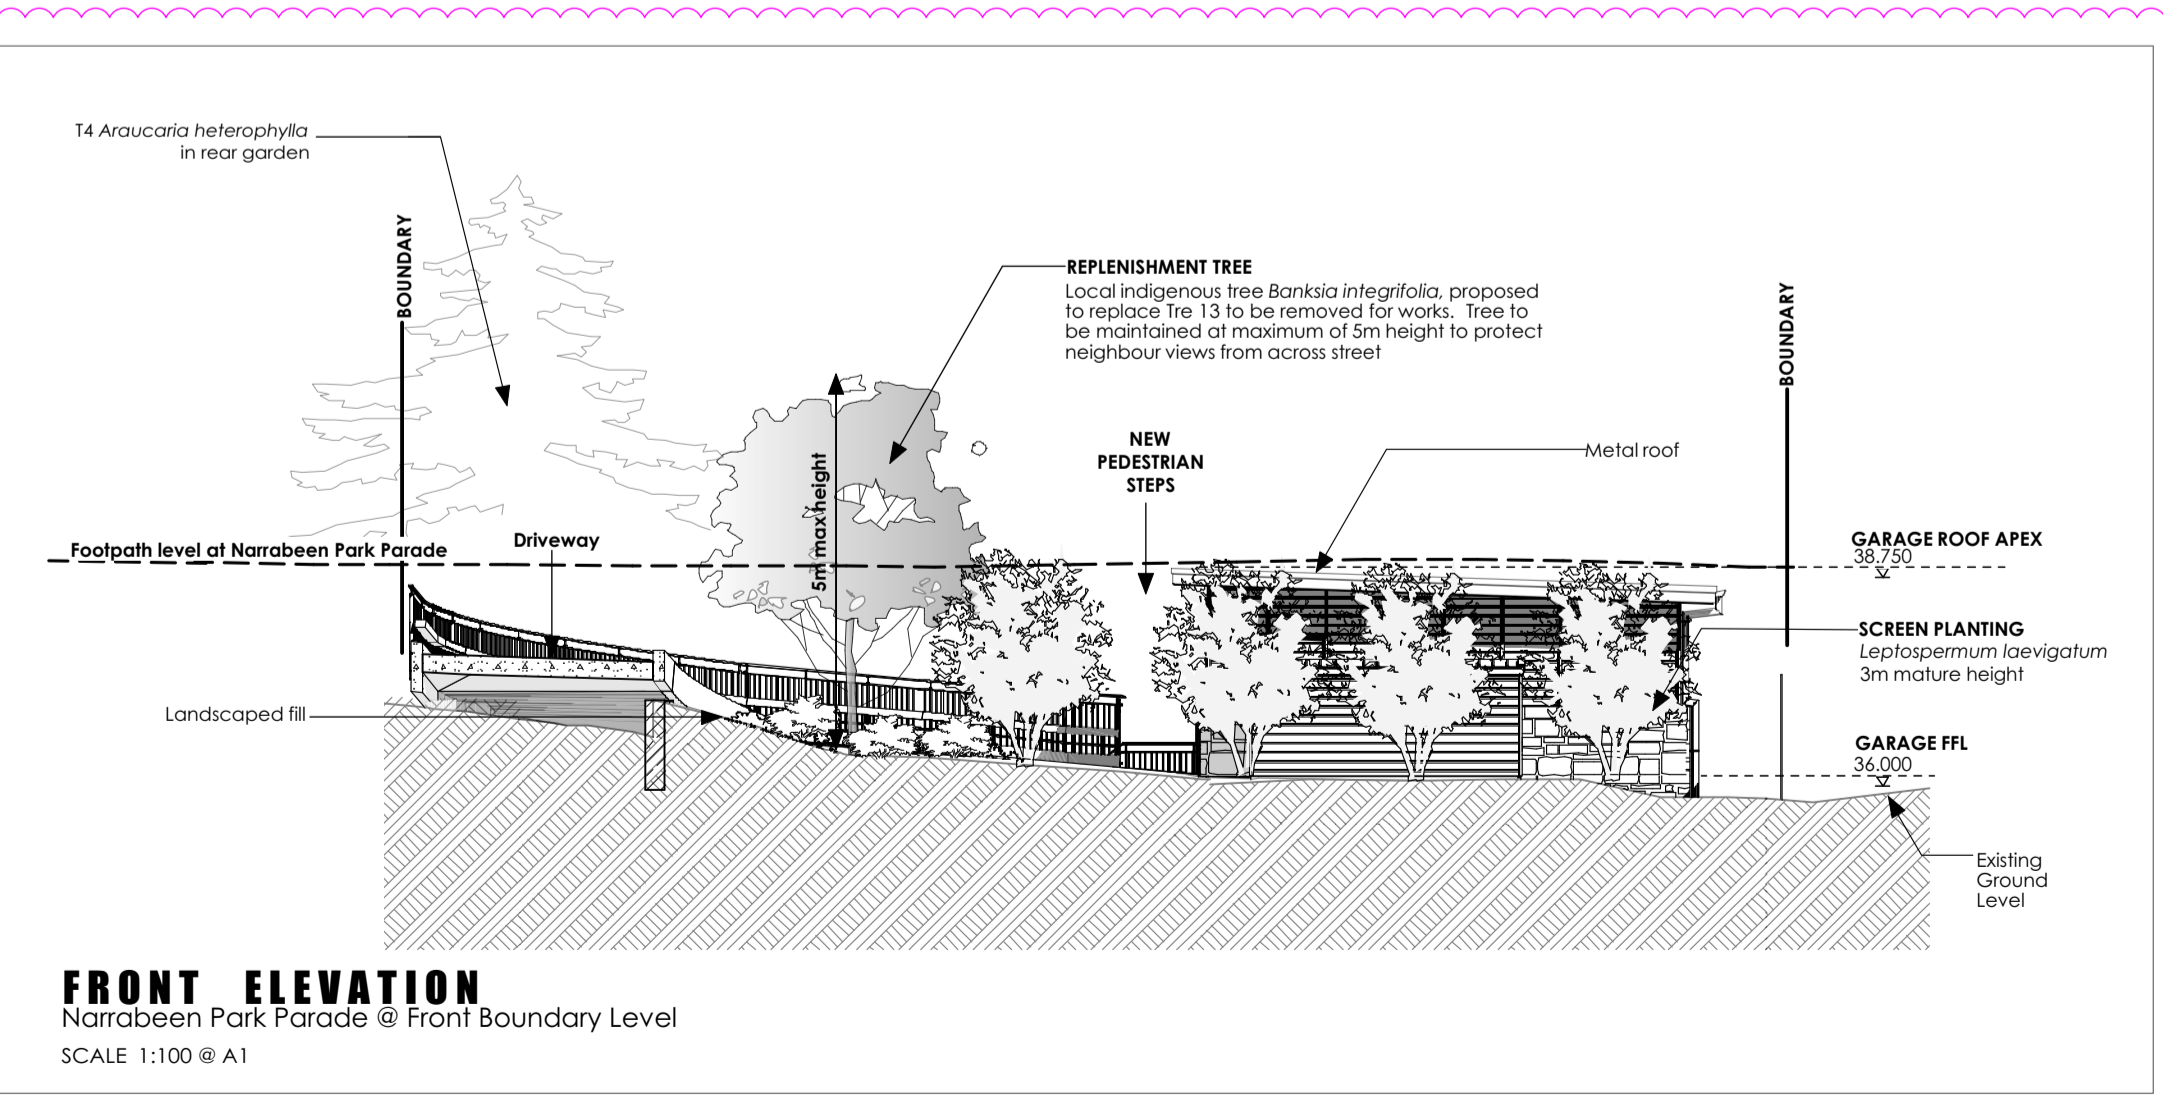 T4 Araucaria heterophylla
in rear garden
BOUNDARY
REPLENISHMENT TREE
Local indigenous tree Banksia integrifolia, proposed
to replace Tre 13 to be removed for works. Tree to
be maintained at maximum of 5m height to protect
neighbour views from across street
BOUNDARY
NEW
PEDESTRIAN
STEPS
Metal roof
5m max height
Footpath level at Narrabeen Park Parade
Driveway
GARAGE ROOF APEX
38.750
SCREEN PLANTING
Leptospermum laevigatum
3m mature height
Landscaped fill
GARAGE FFL
36.000
Existing
Ground
Level
FRONT ELEVATION
Narrabeen Park Parade @ Front Boundary Level
SCALE 1:100 @ A1